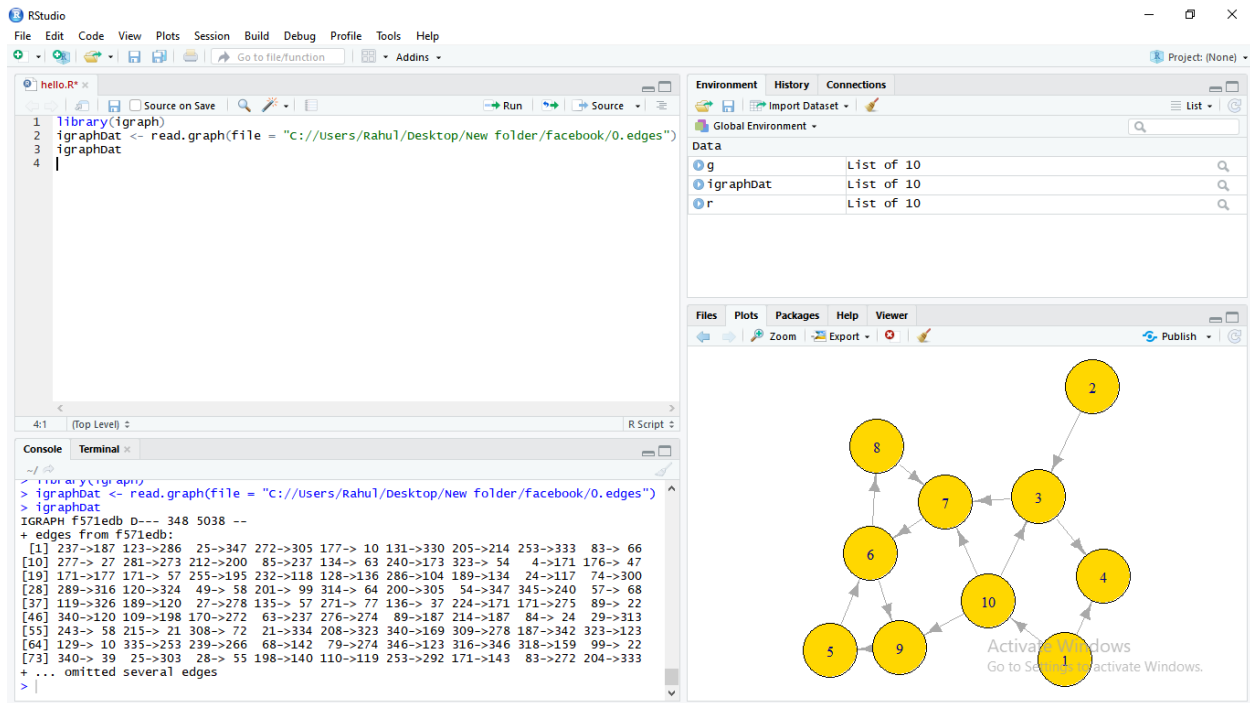 RStudio
File Edit Code View Plots Session Build Debug Profile Tools Help
Go to file/function Addins Project: (None)
hello.R*
Source on Save Run Source
1 library(igraph)
2 igraphDat <- read.graph(file = "C://Users/Rahul/Desktop/New folder/facebook/0.edges")
3 igraphDat
4
4:1 (Top Level) R Script
Console Terminal
~/
> library(igraph)
> igraphDat <- read.graph(file = "C://Users/Rahul/Desktop/New folder/facebook/0.edges")
> igraphDat
IGRAPH f571edb D--- 348 5038 --
+ edges from f571edb:
[1] 237->187 123->286 25->347 272->305 177-> 10 131->330 205->214 253->333 83-> 66
[10] 277-> 27 281->273 212->200 85->237 134-> 63 240->173 323-> 54 4->171 176-> 47
[19] 171->177 171-> 57 255->195 232->118 128->136 286->104 189->134 24->117 74->300
[28] 289->316 120->324 49-> 58 201-> 99 314-> 64 200->305 54->347 345->240 57-> 68
[37] 119->326 189->120 27->278 135-> 57 271-> 77 136-> 37 224->171 171->275 89-> 22
[46] 340->120 109->198 170->272 63->237 276->274 89->187 214->187 84-> 24 29->313
[55] 243-> 58 215-> 21 308-> 72 21->334 208->323 340->169 309->278 187->342 323->123
[64] 129-> 10 335->253 239->266 68->142 79->274 346->123 316->346 318->159 99-> 22
[73] 340-> 39 25->303 28-> 55 198->140 110->119 253->292 171->143 83->272 204->333
+ ... omitted several edges
>
Environment History Connections
Import Dataset List
Global Environment
Data
g List of 10
igraphDat List of 10
r List of 10
Files Plots Packages Help Viewer
Zoom Export Publish
2
8
3
7
6
4
10
5
9
1
Activate Windows
Go to Settings to activate Windows.